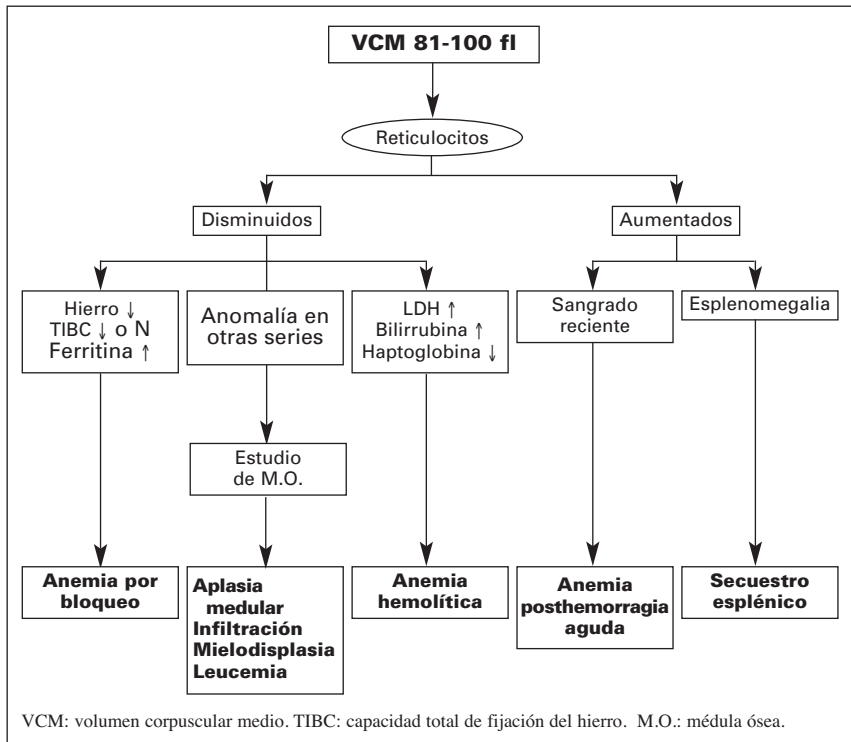 VCM 81-100 fl
Reticulocitos
Disminuidos
Aumentados
Hierro ↓
TIBC ↓ o N
Ferritina ↑
Anomalía en
otras series
LDH ↑
Bilirrubina ↑
Haptoglobina ↓
Sangrado
reciente
Esplenomegalia
Estudio
de M.O.
Anemia por
bloqueo
Aplasia
medular
Infiltración
Mielodisplasia
Leucemia
Anemia
hemolítica
Anemia
posthemorragia
aguda
Secuestro
esplénico
VCM: volumen corpuscular medio. TIBC: capacidad total de fijación del hierro. M.O.: médula ósea.